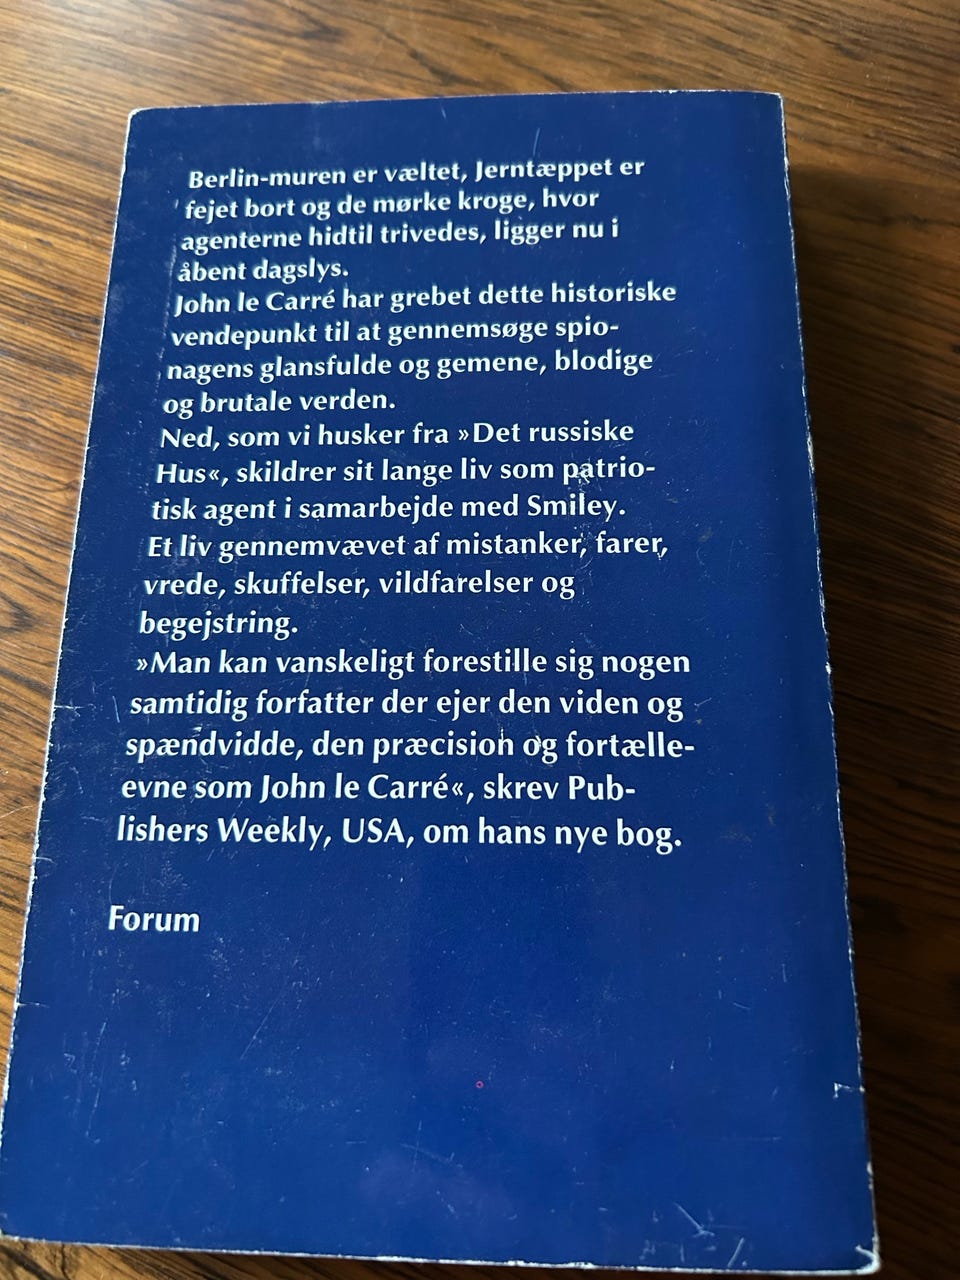 Berlin-muren er væltet, Jerntæppet er
fejet bort og de mørke kroge, hvor
agenterne hidtil trivedes, ligger nu i
åbent dagslys.
John le Carré har grebet dette historiske
vendepunkt til at gennemsøge spio-
nagens glansfulde og gemene, blodige
og brutale verden.
Ned, som vi husker fra »Det russiske
Hus«, skildrer sit lange liv som patrio-
tisk agent i samarbejde med Smiley.
Et liv gennemvævet af mistanker, farer,
vrede, skuffelser, vildfarelser og
begejstring.
»Man kan vanskeligt forestille sig nogen
samtidig forfatter der ejer den viden og
spændvidde, den præcision og fortælle-
evne som John le Carré«, skrev Pub-
lishers Weekly, USA, om hans nye bog.
Forum